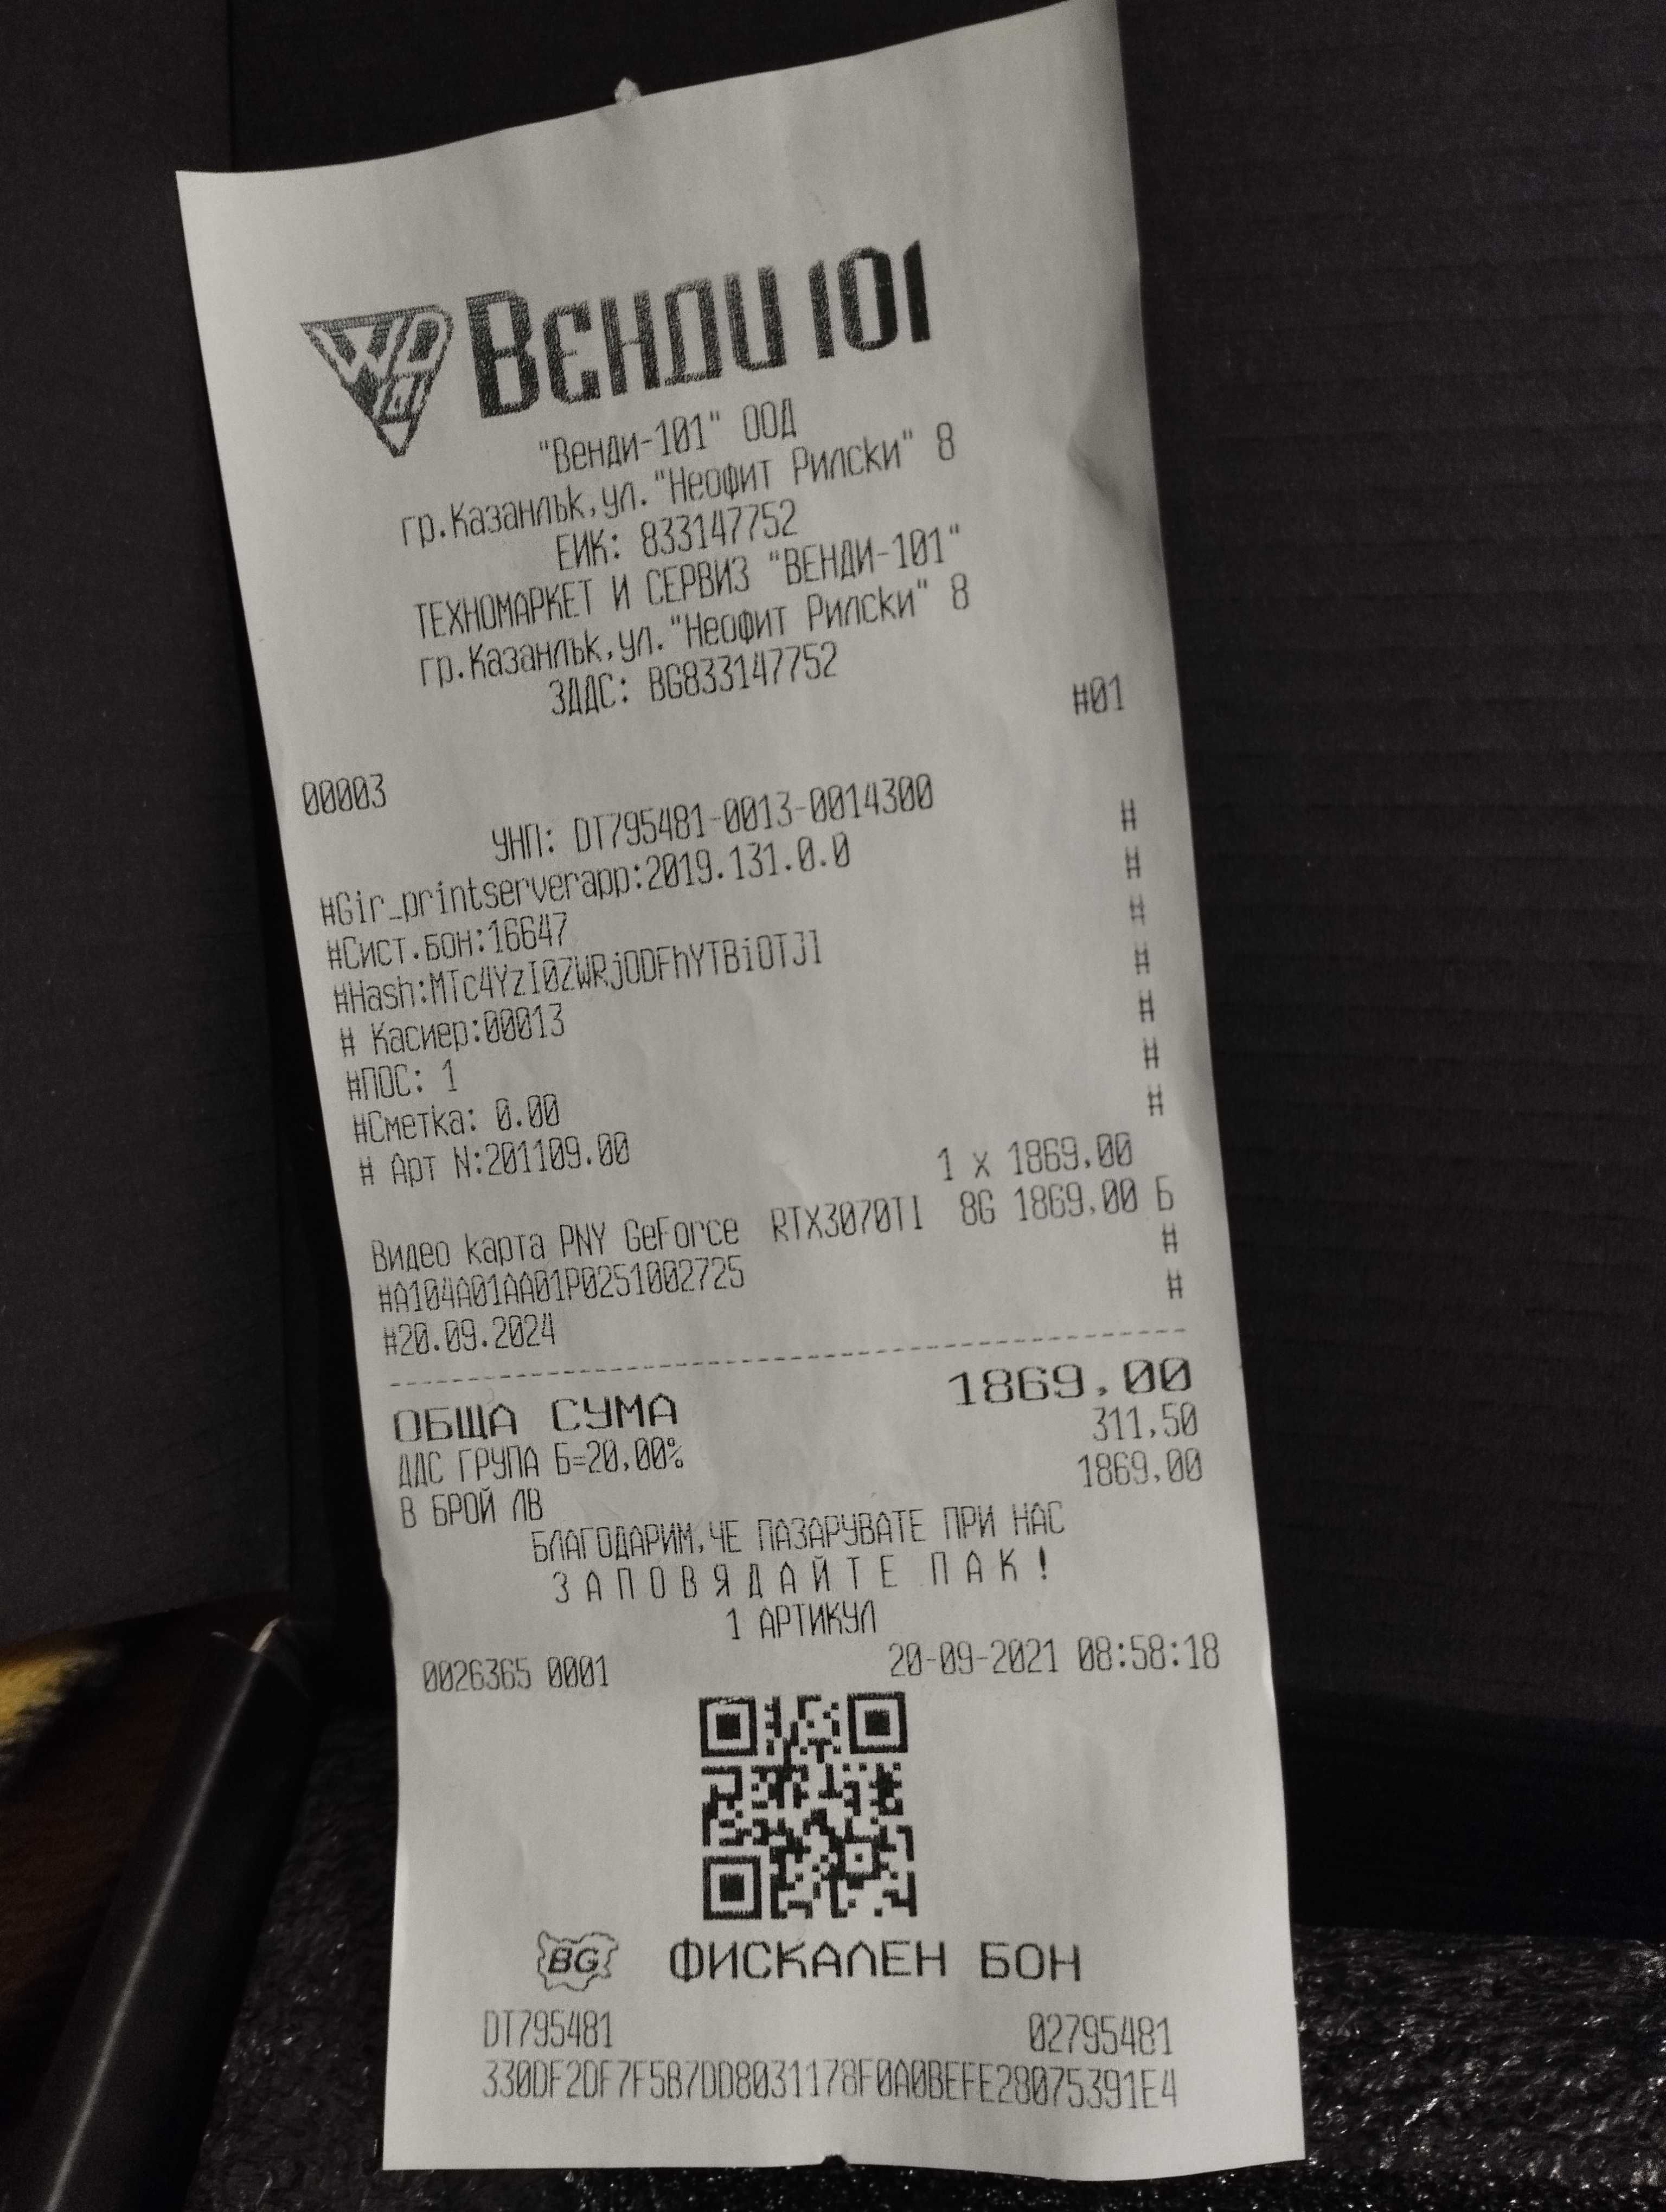 WD 101 Венди 101
"Венди-101" ООД
гр.Казанлък,ул."Неофит Рилски" 8
ЕИК: 833147752
ТЕХНОМАРКЕТ И СЕРВИЗ "ВЕНДИ-101"
гр.Казанлък,ул."Неофит Рилски" 8
ЗДДС: BG833147752
00003 #01
УНП: DT795481-0013-0014300
#Gir_printserverapp:2019.131.0.0 #
#Сист.бон:16647 #
#Hash:MTc4YzI0ZWRjODFhYTBiOTJl #
# Касиер:00013 #
#ПОС: 1 #
#Сметка: 0.00 #
# Арт N:201109.00 #
1 x 1869,00
Видео карта PNY GeForce RTX3070TI 8G 1869,00 Б
#A104A01AA01P0251002725 #
#20.09.2024 #
ОБЩА СУМА 1869,00
ДДС ГРУПА Б=20,00% 311,50
В БРОЙ ЛВ 1869,00
БЛАГОДАРИМ,ЧЕ ПАЗАРУВАТЕ ПРИ НАС
З А П О В Я Д А Й Т Е П А К !
1 АРТИКУЛ
0026365 0001 20-09-2021 08:58:18
BG ФИСКАЛЕН БОН
DT795481 02795481
330DF2DF7F5B7DD8031178F0A0BEFE28075391E4